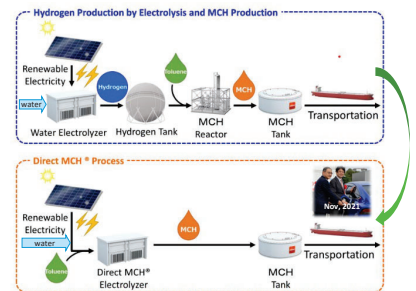 Hydrogen Production by Electrolysis and MCH Production
Renewable
Electricity
water
Water Electrolyzer
Hydrogen
Hydrogen Tank
Toluene
MCH
Reactor
MCH
MCH
Tank
Transportation
Direct MCH ® Process
Renewable
Electricity
water
Toluene
Direct MCH®
Electrolyzer
MCH
MCH
Tank
Nov, 2021
Transportation